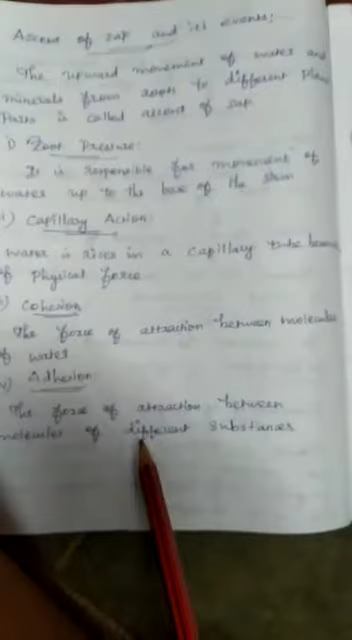 Ascent of sap and its events:
The upward movement of water and
minerals from roots to different Plant
Parts is called ascent of sap
i) Root Pressure:
It is responsible for movement of
water up to the base of the stem
ii) Capillary Action:
water is rises in a capillary tube
of Physical force
Cohesion
The force of attraction between molecules
of water
Adhesion
The force of attraction between
molecules of different substances